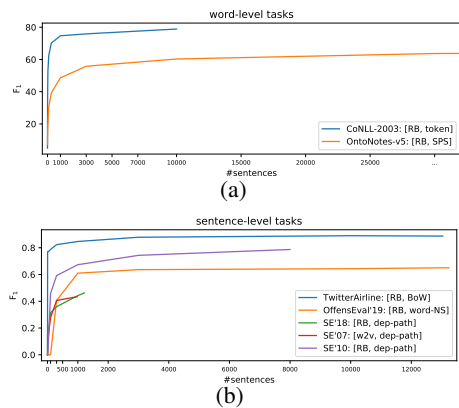 word-level tasks
80
60
40
20
F1
CoNLL-2003: [RB, token]
OntoNotes-v5: [RB, SPS]
0 1000 3000 5000 7000 10000 15000 20000 25000 ...
#sentences
(a)
sentence-level tasks
0.8
0.6
0.4
0.2
0.0
F1
TwitterAirline: [RB, BoW]
OffensEval'19: [RB, word-NS]
SE'18: [RB, dep-path]
SE'07: [w2v, dep-path]
SE'10: [RB, dep-path]
0 500 1000 2000 4000 6000 8000 10000 12000
#sentences
(b)